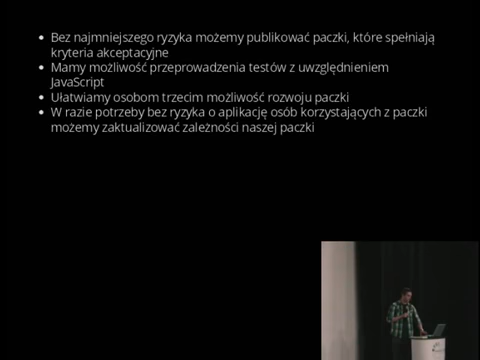 Bez najmniejszego ryzyka możemy publikować paczki, które spełniają
kryteria akceptacyjne
Mamy możliwość przeprowadzenia testów z uwzględnieniem
JavaScript
Ułatwiamy osobom trzecim możliwość rozwoju paczki
W razie potrzeby bez ryzyka o aplikację osób korzystających z paczki
możemy zaktualizować zależności naszej paczki